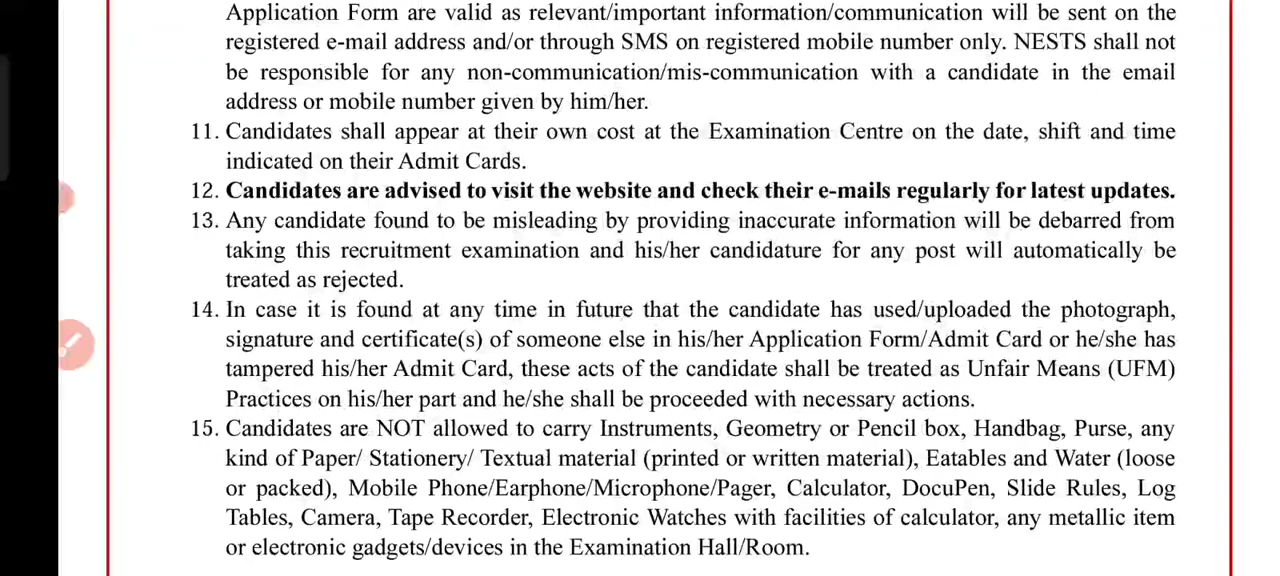 Application Form are valid as relevant/important information/communication will be sent on the
registered e-mail address and/or through SMS on registered mobile number only. NESTS shall not
be responsible for any non-communication/mis-communication with a candidate in the email
address or mobile number given by him/her.
11. Candidates shall appear at their own cost at the Examination Centre on the date, shift and time
indicated on their Admit Cards.
12. Candidates are advised to visit the website and check their e-mails regularly for latest updates.
13. Any candidate found to be misleading by providing inaccurate information will be debarred from
taking this recruitment examination and his/her candidature for any post will automatically be
treated as rejected.
14. In case it is found at any time in future that the candidate has used/uploaded the photograph,
signature and certificate(s) of someone else in his/her Application Form/Admit Card or he/she has
tampered his/her Admit Card, these acts of the candidate shall be treated as Unfair Means (UFM)
Practices on his/her part and he/she shall be proceeded with necessary actions.
15. Candidates are NOT allowed to carry Instruments, Geometry or Pencil box, Handbag, Purse, any
kind of Paper/ Stationery/ Textual material (printed or written material), Eatables and Water (loose
or packed), Mobile Phone/Earphone/Microphone/Pager, Calculator, DocuPen, Slide Rules, Log
Tables, Camera, Tape Recorder, Electronic Watches with facilities of calculator, any metallic item
or electronic gadgets/devices in the Examination Hall/Room.